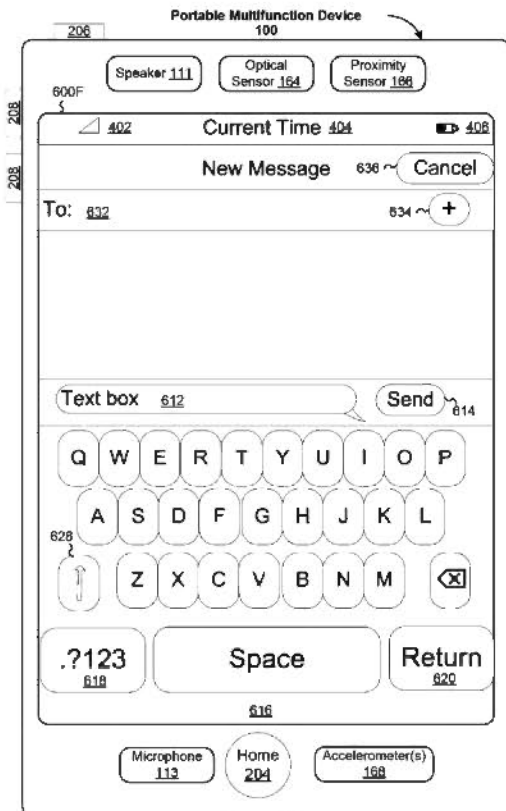 Portable Multifunction Device
100
206
Speaker 111
Optical
Sensor 164
Proximity
Sensor 166
600F
208
208
402 Current Time 404 406
New Message 636 Cancel
To: 632 634 +
Text box 612 Send 614
Q W E R T Y U I O P
A S D F G H J K L
628
Z X C V B N M
.?123
618
Space
Return
620
616
Microphone
113
Home
204
Accelerometer(s)
168